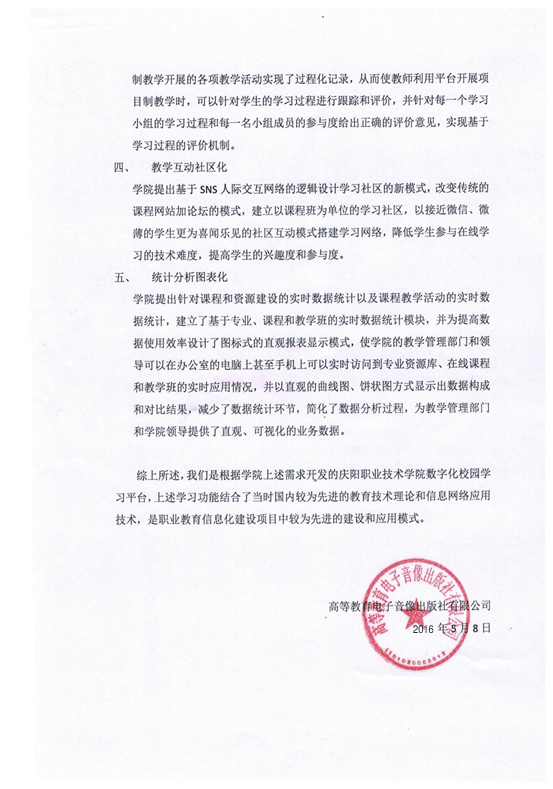 制教学开展的各项教学活动实现了过程化记录，从而使教师利用平台开展项
目制教学时，可以针对学生的学习过程进行跟踪和评价，并针对每一个学习
小组的学习过程和每一名小组成员的参与度给出正确的评价意见，实现基于
学习过程的评价机制。
四、 教学互动社区化
学院提出基于 SNS 人际交互网络的逻辑设计学习社区的新模式，改变传统的
课程网站加论坛的模式，建立以课程班为单位的学习社区，以接近微信、微
薄的学生更为喜闻乐见的社区互动模式搭建学习网络，降低学生参与在线学
习的技术难度，提高学生的兴趣度和参与度。
五、 统计分析图表化
学院提出针对课程和资源建设的实时数据统计以及课程教学活动的实时数
据统计，建立了基于专业、课程和教学班的实时数据统计模块，并为提高数
据使用效率设计了图标式的直观报表显示模式，使学院的教学管理部门和领
导可以在办公室的电脑上甚至手机上可以实时访问到专业资源库、在线课程
和教学班的实时应用情况，并以直观的曲线图、饼状图方式显示出数据构成
和对比结果，减少了数据统计环节，简化了数据分析过程，为教学管理部门
和学院领导提供了直观、可视化的业务数据。
综上所述，我们是根据学院上述需求开发的庆阳职业技术学院数字化校园学
习平台，上述学习功能结合了当时国内较为先进的教育技术理论和信息网络应用
技术，是职业教育信息化建设项目中较为先进的建设和应用模式。
高等教育电子音像出版社有限公司
2016 年 5 月 8 日
高等教育电子音像出版社有限公司